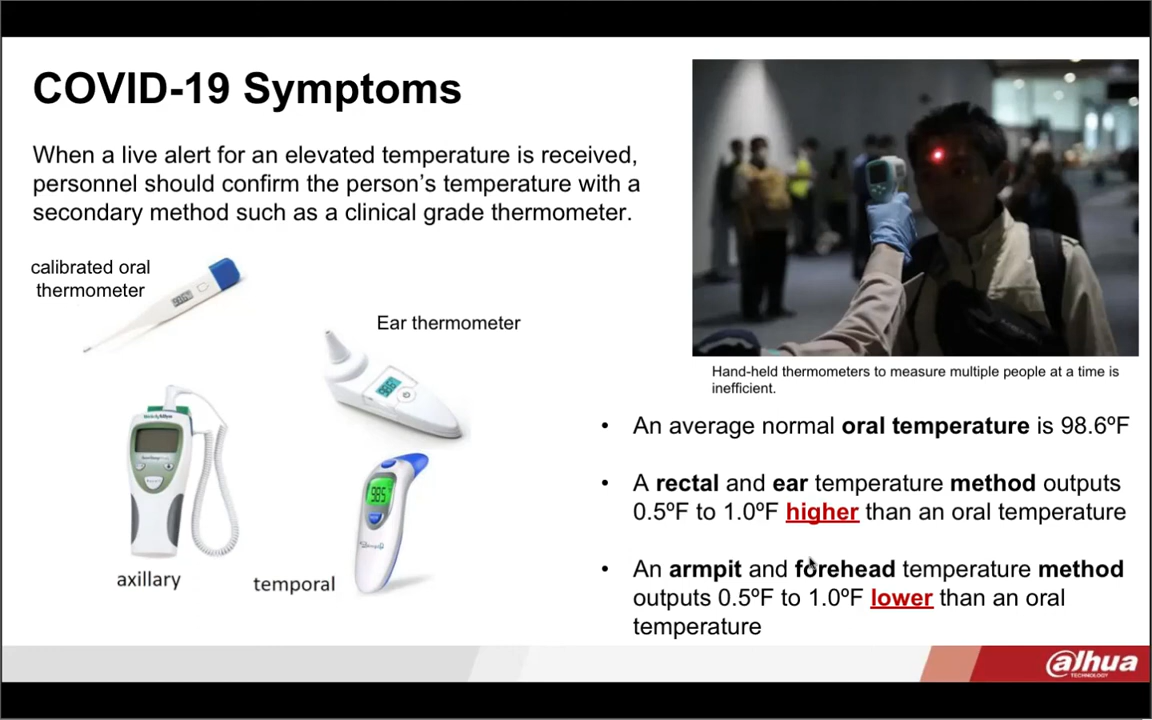 COVID-19 Symptoms
When a live alert for an elevated temperature is received,
personnel should confirm the person's temperature with a
secondary method such as a clinical grade thermometer.
calibrated oral
thermometer
Ear thermometer
axillary
temporal
98.5
Hand-held thermometers to measure multiple people at a time is
inefficient.
• An average normal oral temperature is 98.6ºF
• A rectal and ear temperature method outputs
0.5ºF to 1.0ºF higher than an oral temperature
• An armpit and forehead temperature method
outputs 0.5ºF to 1.0ºF lower than an oral
temperature
alhua
TECHNOLOGY